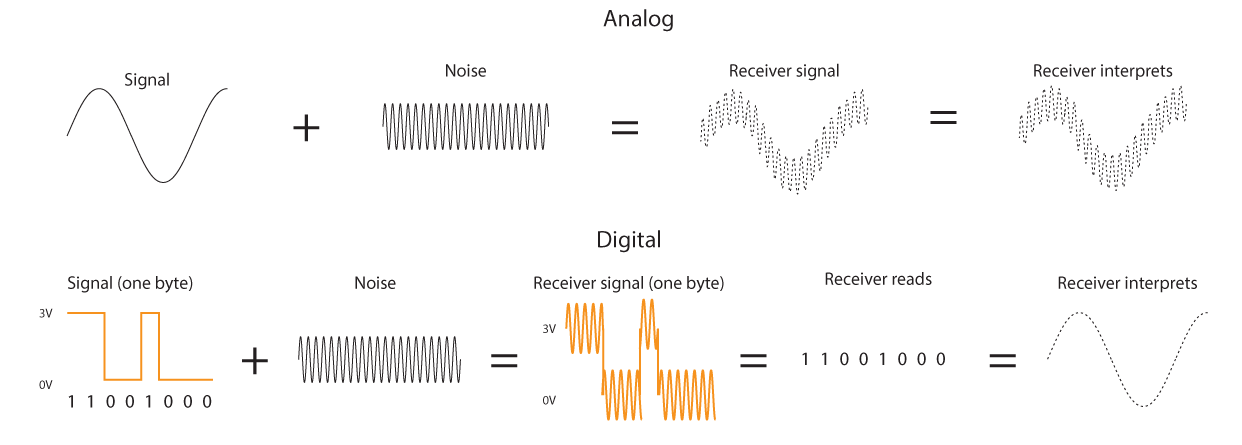 Analog
Signal
Noise
Receiver signal
Receiver interprets
+
=
=
Digital
Signal (one byte)
Noise
Receiver signal (one byte)
Receiver reads
Receiver interprets
3V
0V
1 1 0 0 1 0 0 0
+
=
3V
0V
=
1 1 0 0 1 0 0 0
=